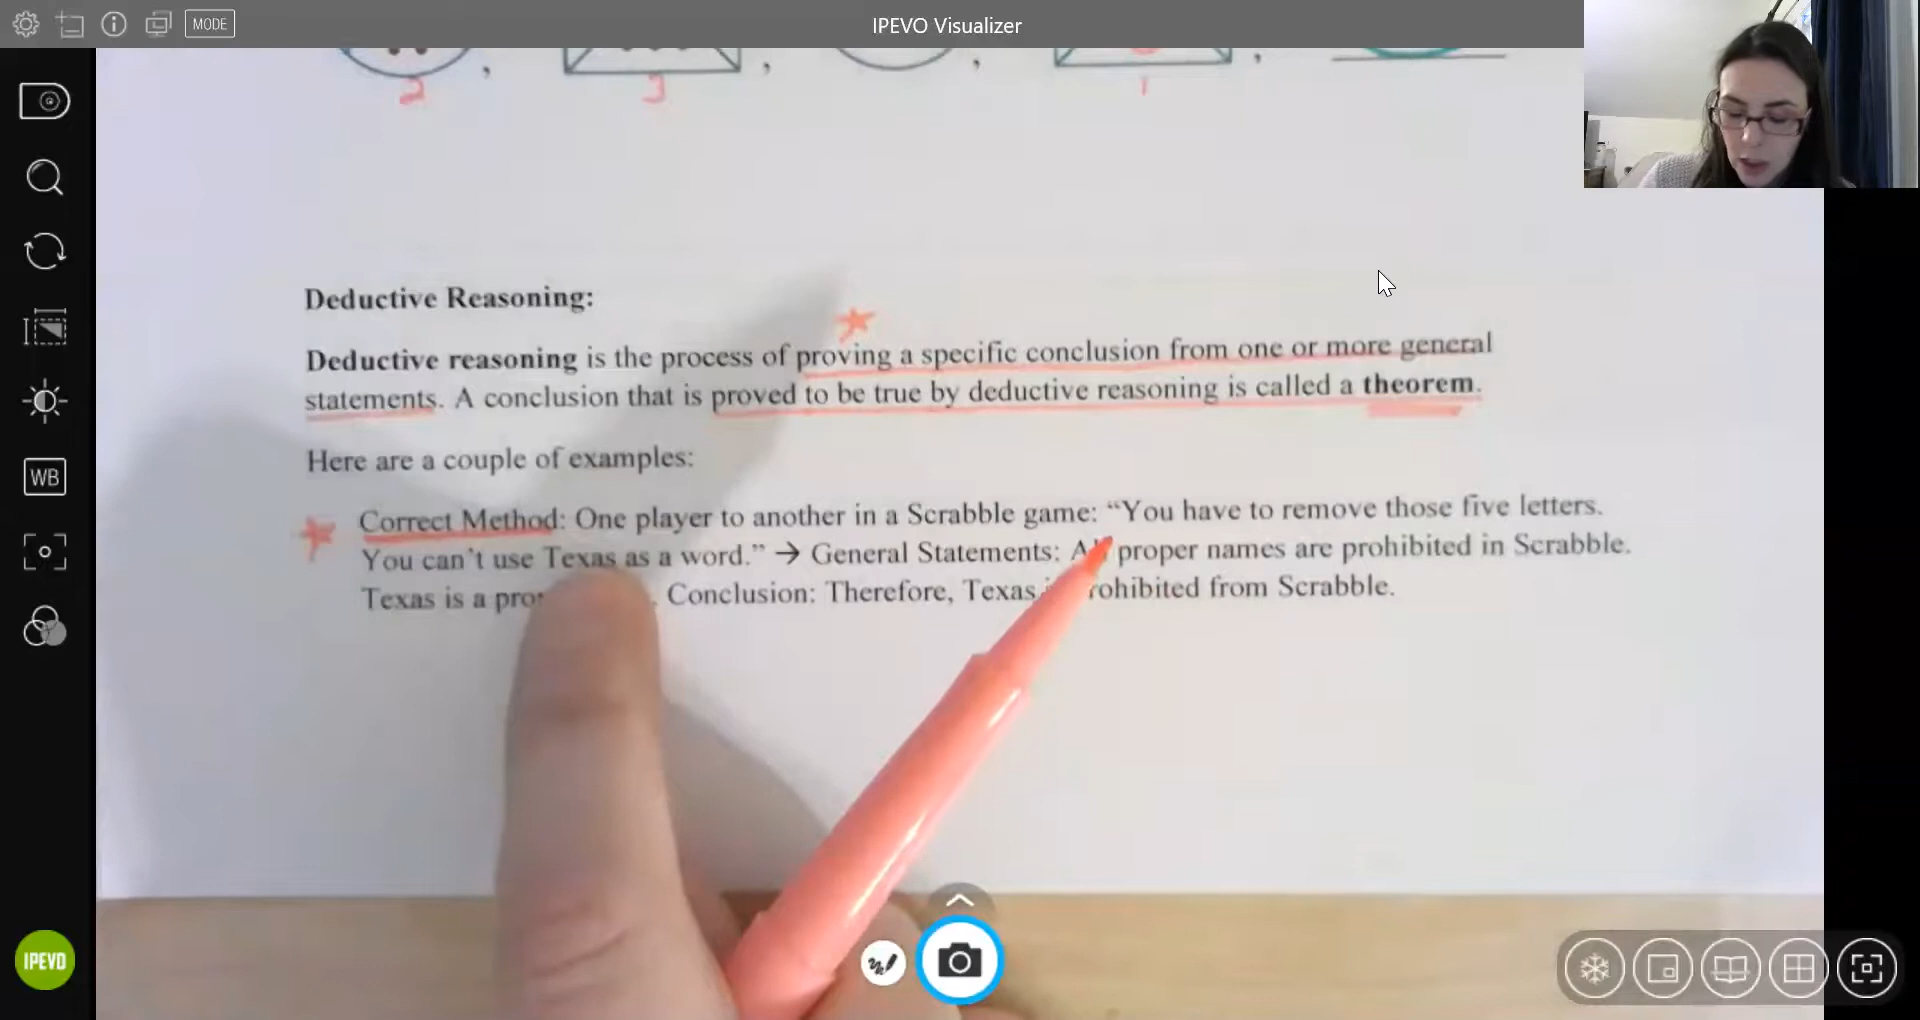 MODE
IPEVO Visualizer
2 3 1
Deductive Reasoning:
Deductive reasoning is the process of proving a specific conclusion from one or more general
statements. A conclusion that is proved to be true by deductive reasoning is called a theorem.
Here are a couple of examples:
Correct Method: One player to another in a Scrabble game: “You have to remove those five letters.
You can’t use Texas as a word.” → General Statements: All proper names are prohibited in Scrabble.
Texas is a Conclusion: Therefore, Texas prohibited from Scrabble.
WB
IPEVO